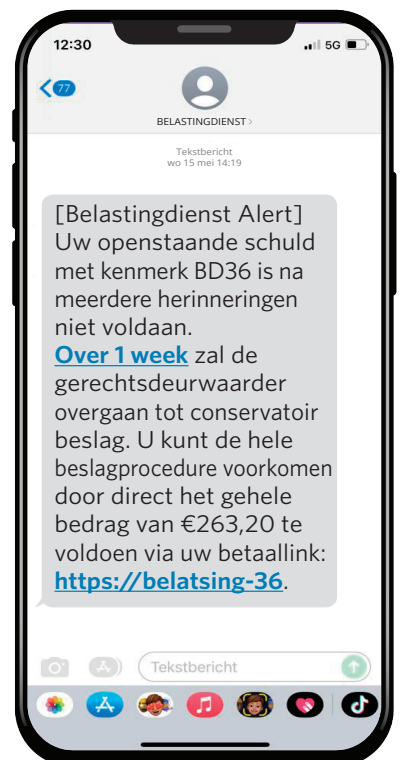 12:30
5G
77
BELASTINGDIENST >
Tekstbericht
wo 15 mei 14:19
[Belastingdienst Alert]
Uw openstaande schuld
met kenmerk BD36 is na
meerdere herinneringen
niet voldaan.
Over 1 week zal de
gerechtsdeurwaarder
overgaan tot conservatoir
beslag. U kunt de hele
beslagprocedure voorkomen
door direct het gehele
bedrag van €263,20 te
voldoen via uw betaallink:
https://belatsing-36.
Tekstbericht